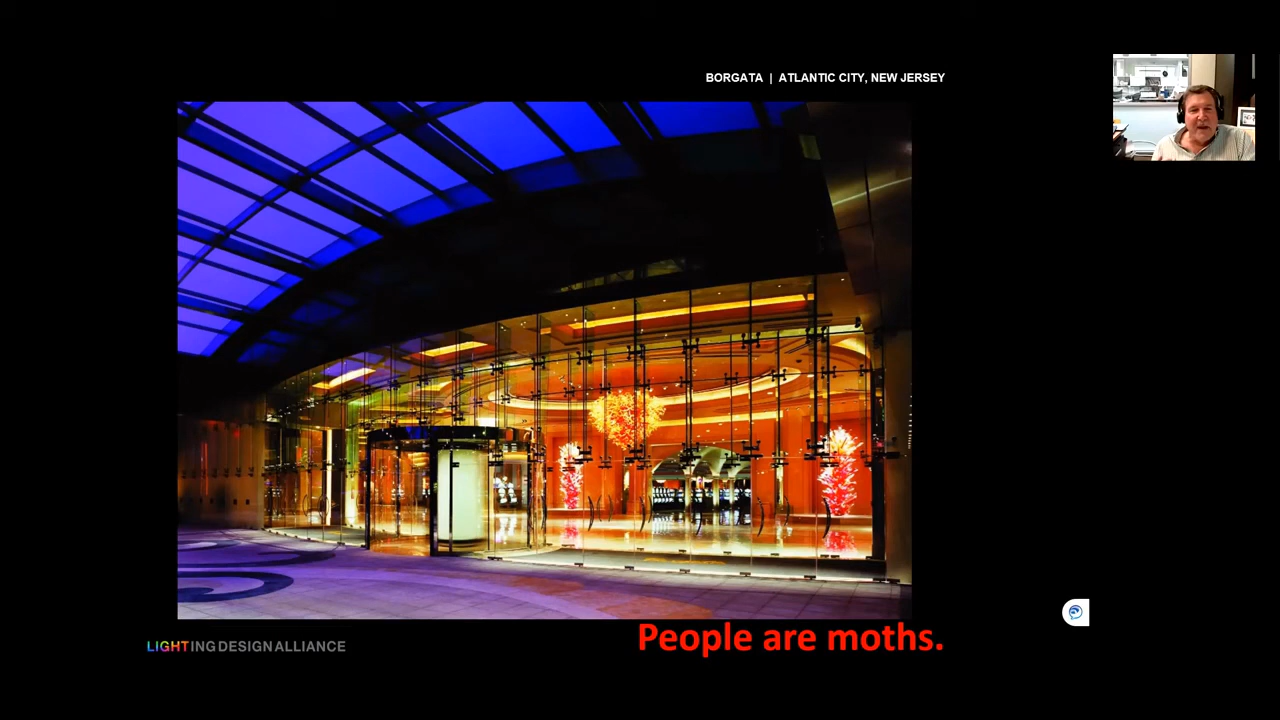 BORGATA | ATLANTIC CITY, NEW JERSEY
LIGHTING DESIGN ALLIANCE
People are moths.